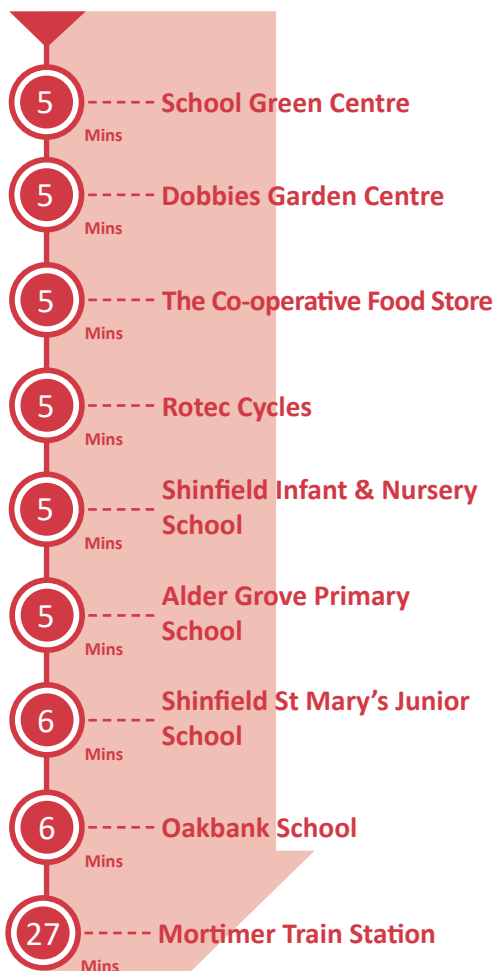 5
School Green Centre
Mins
5
Dobbies Garden Centre
Mins
5
The Co-operative Food Store
Mins
5
Rotec Cycles
Mins
5
Shinfield Infant & Nursery
School
Mins
5
Alder Grove Primary
School
Mins
6
Shinfield St Mary’s Junior
School
Mins
6
Oakbank School
Mins
27
Mortimer Train Station
Mins